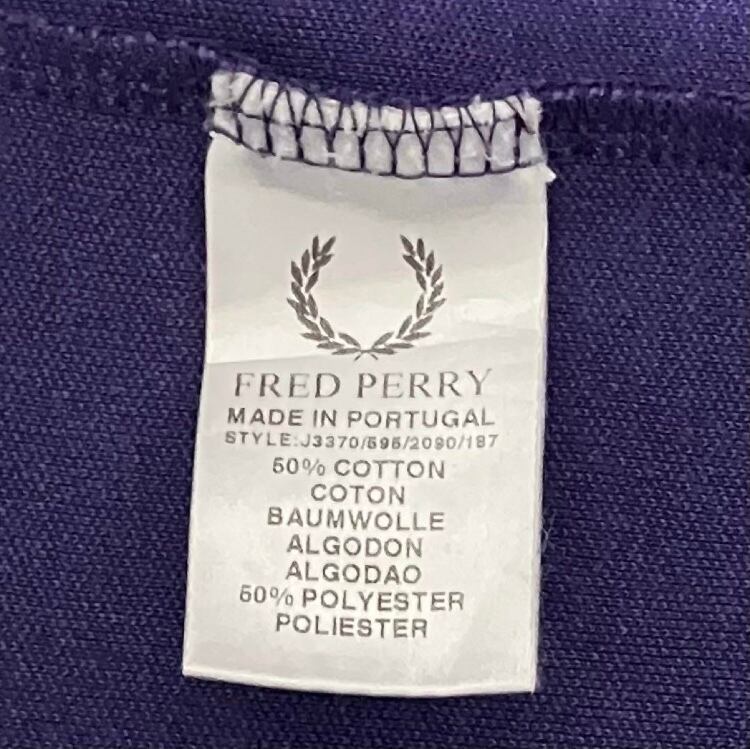 FRED PERRY
MADE IN PORTUGAL
STYLE:J3370/595/2090/187
50% COTTON
COTON
BAUMWOLLE
ALGODON
ALGODAO
50% POLYESTER
POLIESTER